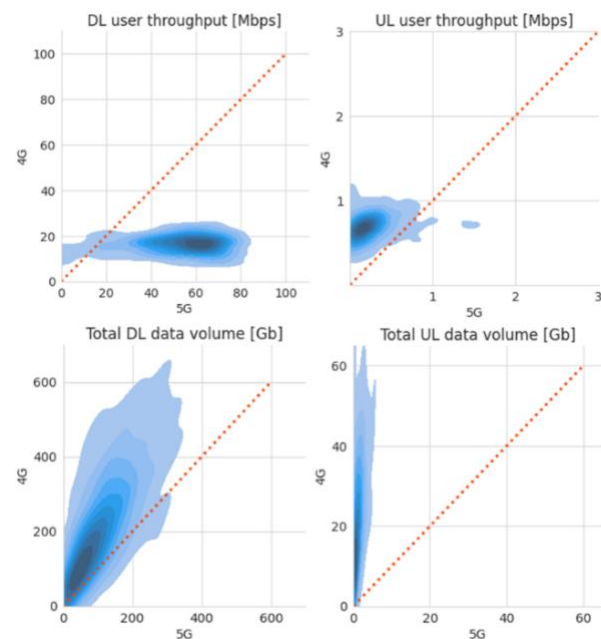 DL user throughput [Mbps]
100
80
60
40
20
0
4G
0 20 40 60 80 100
5G
UL user throughput [Mbps]
3
2
1
4G
1 2 3
5G
Total DL data volume [Gb]
600
400
200
0
4G
0 200 400 600
5G
Total UL data volume [Gb]
60
40
20
0
4G
0 20 40 60
5G